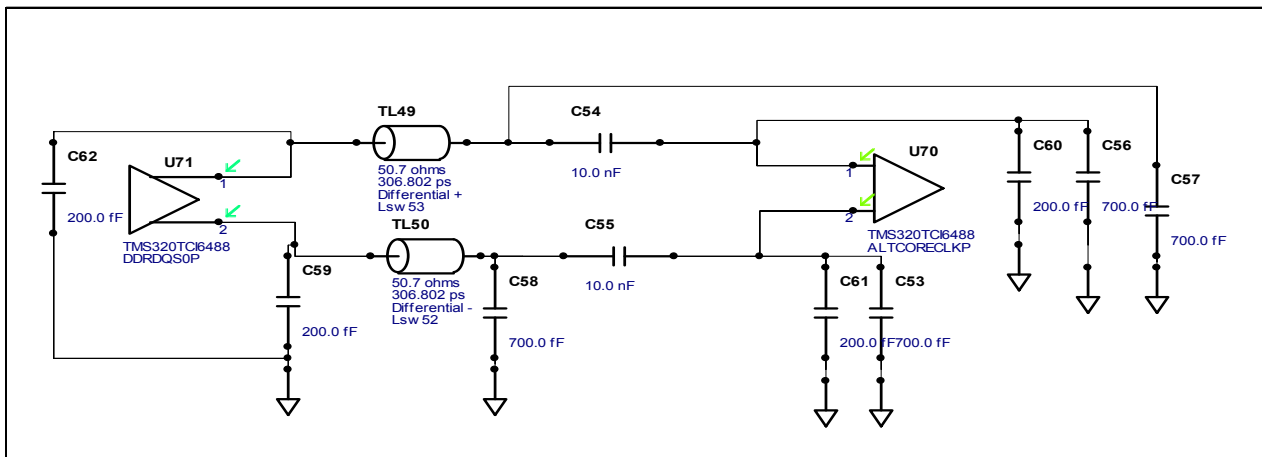 TL49
C54
C62
U71
1
2
200.0 fF
TMS320TCI6488
DDRDQS0P
50.7 ohms
306.802 ps
Differential +
Lsw 53
10.0 nF
U70
1
2
TMS320TCI6488
ALTCORECLKP
C60
C56
C57
200.0 fF
700.0 fF
700.0 fF
C59
200.0 fF
TL50
50.7 ohms
306.802 ps
Differential -
Lsw 52
C55
10.0 nF
C58
700.0 fF
C61
C53
200.0 fF
700.0 fF